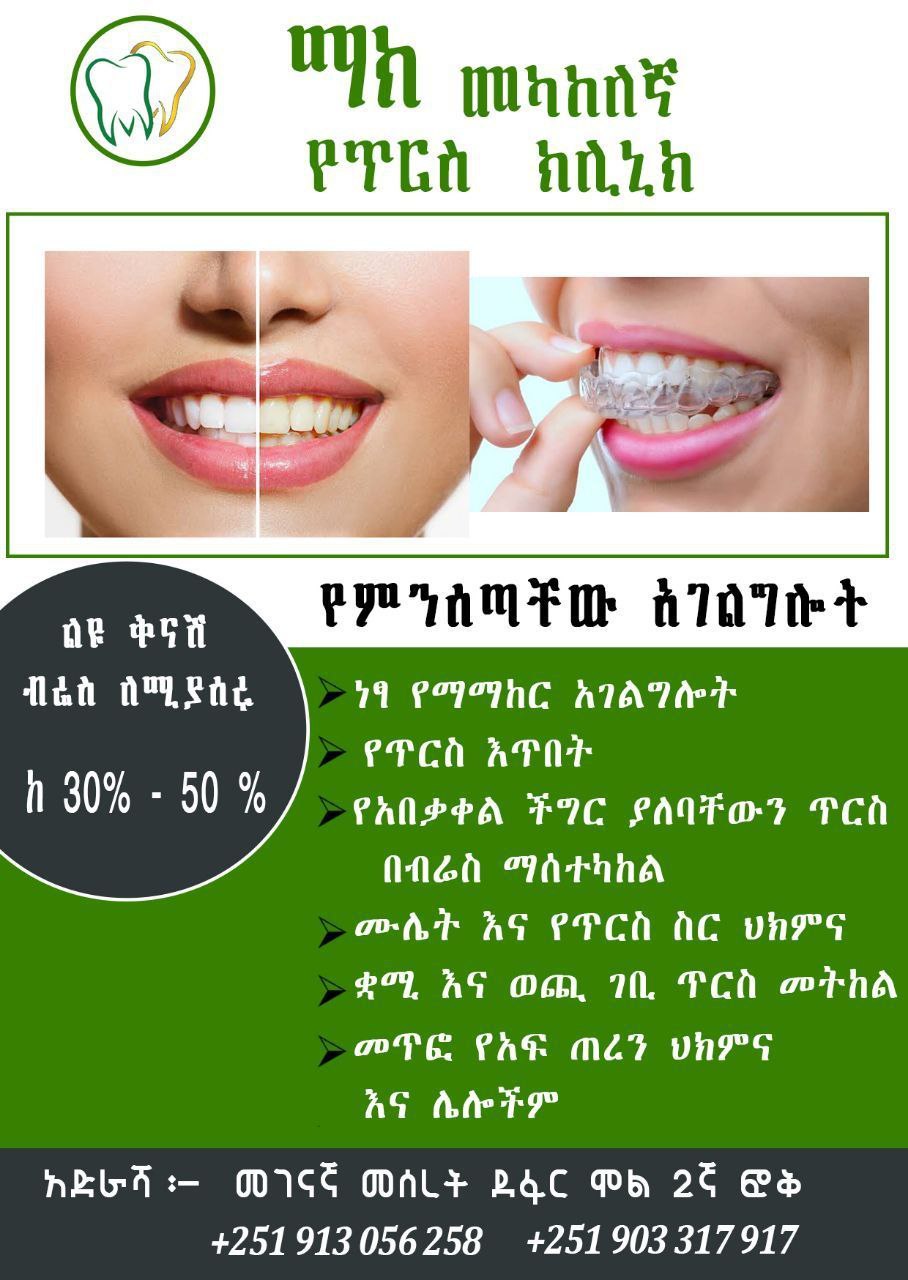 ማክ መካከለኛ
የጥርስ ክሊኒክ
የምንሰጣቸው አገልግሎት
ልዩ ቅናሽ
ብሬስ ለሚያሰሩ
ከ 30% - 50 %
ነፃ የማማከር አገልግሎት
የጥርስ እጥበት
የአበቃቀል ችግር ያለባቸውን ጥርስ
በብሬስ ማሰተካከል
ሙሌት እና የጥርስ ስር ህክምና
ቋሚ እና ወጪ ገቢ ጥርስ መትከል
መጥፎ የአፍ ጠረን ህክምና
እና ሌሎችም
አድራሻ ፡- መገናኛ መሰረት ደፋር ሞል 2ኛ ፎቅ
+251 913 056 258 +251 903 317 917